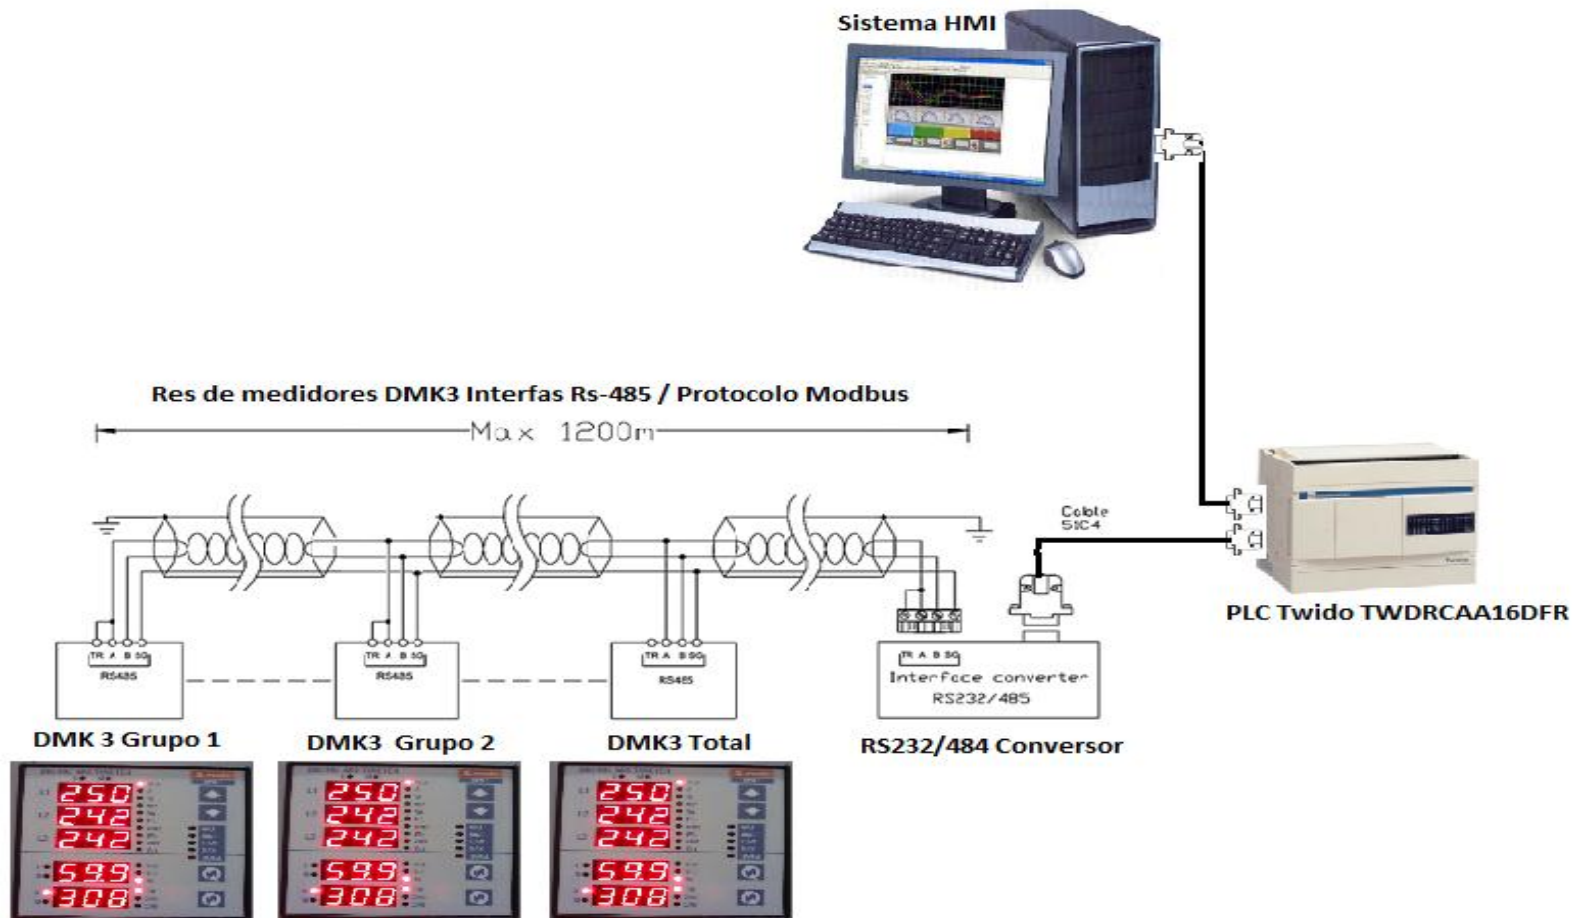 Sistema HMI
Res de medidores DMK3 Interfas Rs-485 / Protocolo Modbus
Max 1200m
Cable
51C4
PLC Twido TWDRCAA16DFR
TR A B SG
RS485
TR A B SG
RS485
TR A B SG
RS485
TR A B SG
Interface converter
RS232/485
DMK 3 Grupo 1
DMK3 Grupo 2
DMK3 Total
RS232/484 Conversor
L1 250
242
242
59.9
308
250
242
242
59.9
308
250
242
242
59.9
308